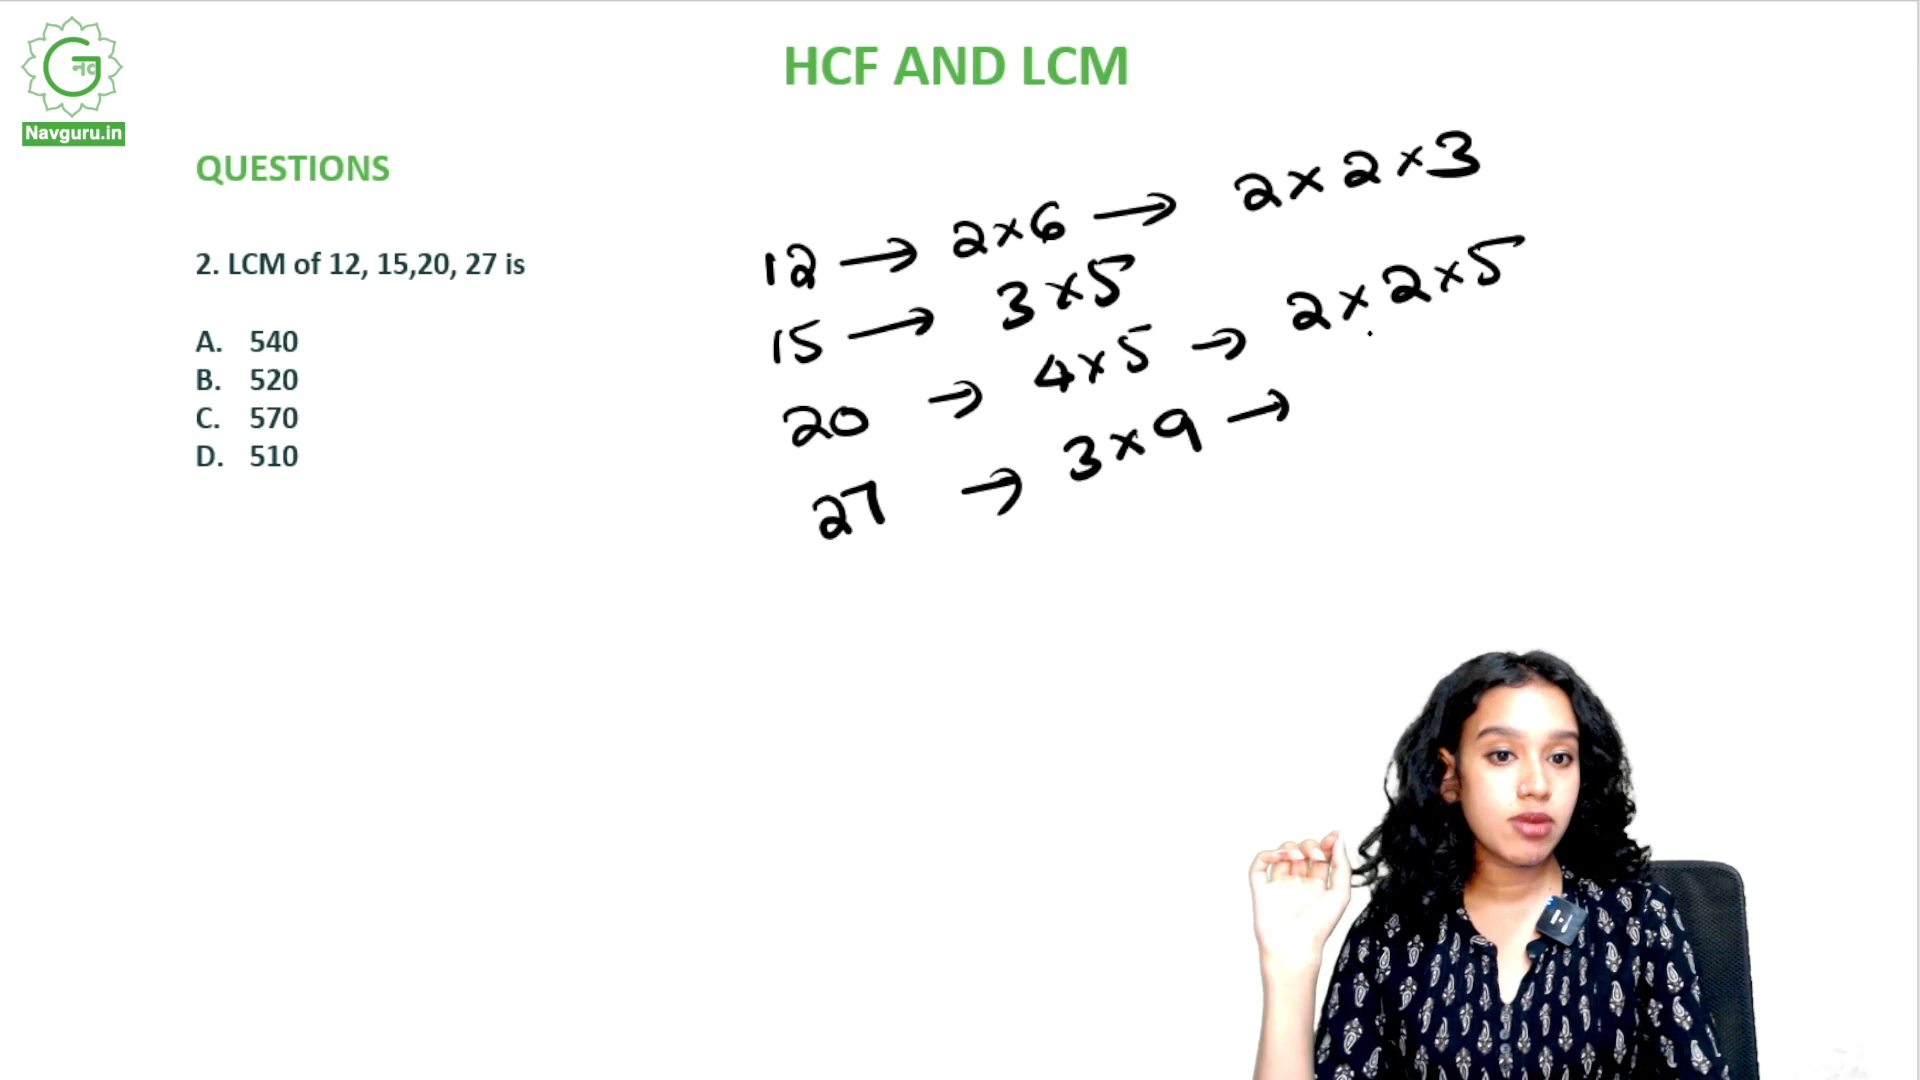 HCF AND LCM
नव
Navguru.in
QUESTIONS
2. LCM of 12, 15,20, 27 is
A. 540
B. 520
C. 570
D. 510
12 → 2×6 → 2×2×3
15 → 3×5
20 → 4×5 → 2×2×5
27 → 3×9 →